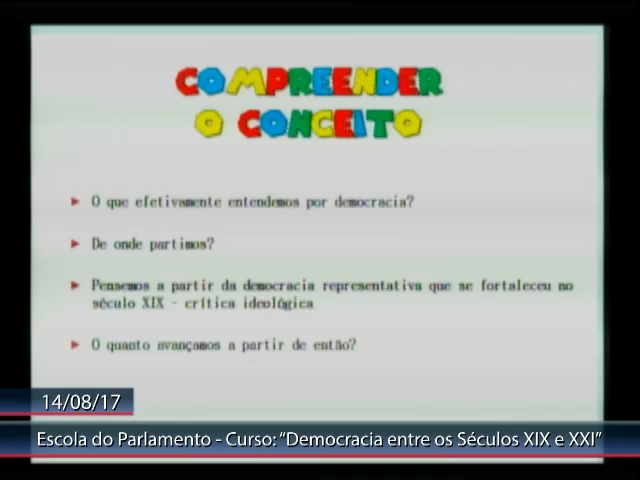 COMPREENDER
O CONCEITO
O que efetivamente entendemos por democracia?
De onde partimos?
Pensemos a partir da democracia representativa que se fortaleceu no
século XIX - crítica ideológica
O quanto avançamos a partir de então?
14/08/17
Escola do Parlamento - Curso: “Democracia entre os Séculos XIX e XXI”